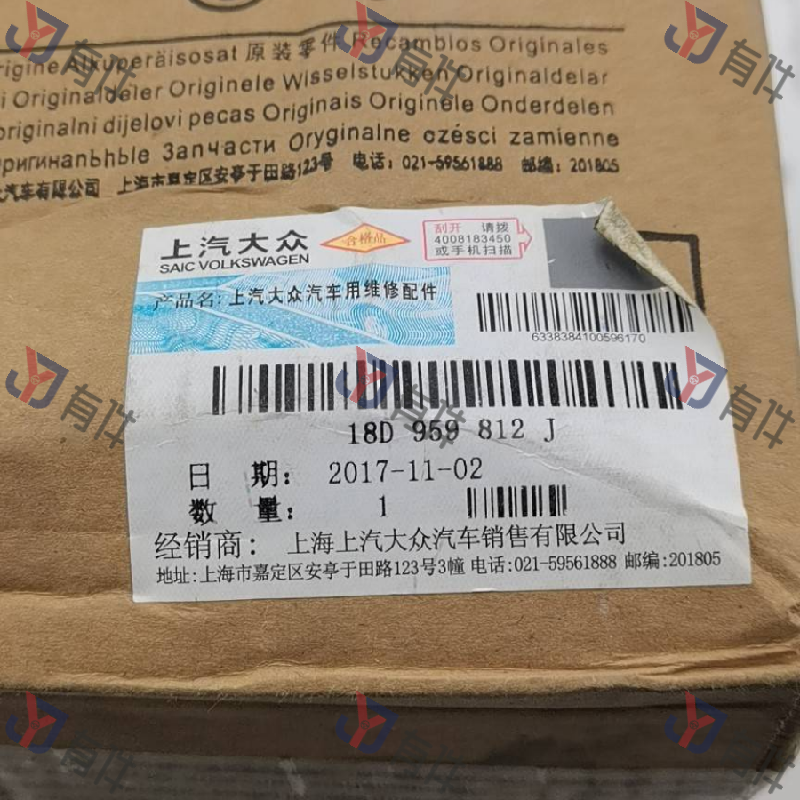 原装零件 Recambios Originales
Originaldeler Originele Wisselstukken Originaldelar
originalni dijelovi pecas Originais Originele Onderdelen
Запчасти Oryginalne czésci zamienne
汽车有限公司 上海市嘉定区安亭于田路123号 电话:021-59561888 邮编:201805
上汽大众
SAIC VOLKSWAGEN
合格品
刮开 请拨
4008183450
或手机扫描
产品名:上汽大众汽车用维修配件
6338384100596170
18D 959 812 J
日 期: 2017-11-02
数 量: 1
经销商: 上海上汽大众汽车销售有限公司
地址:上海市嘉定区安亭于田路123号3幢 电话:021-59561888 邮编:201805
有件